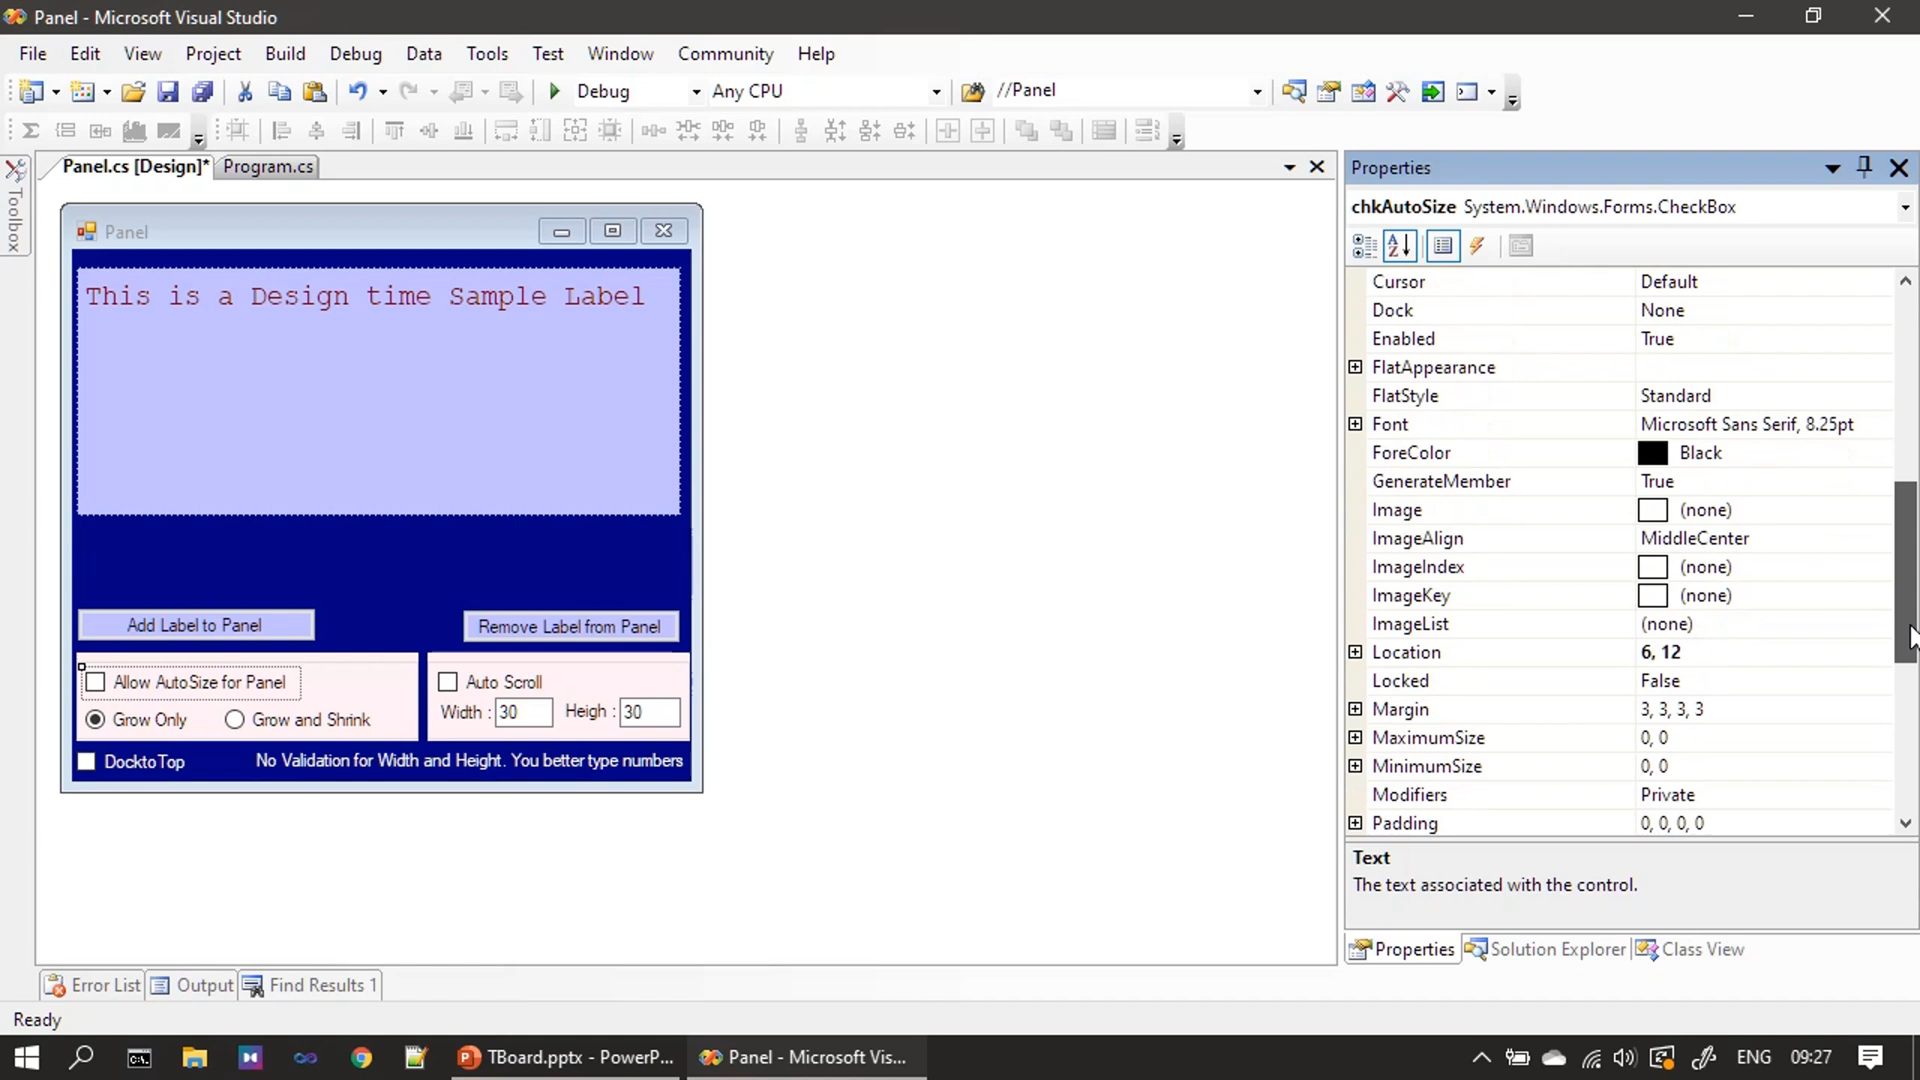 Panel - Microsoft Visual Studio
File Edit View Project Build Debug Data Tools Test Window Community Help
Debug Any CPU //Panel
Toolbox
Panel.cs [Design]* Program.cs
Panel
This is a Design time Sample Label
Add Label to Panel Remove Label from Panel
Allow AutoSize for Panel Auto Scroll
Grow Only Grow and Shrink Width : 30 Heigh : 30
DocktoTop No Validation for Width and Height. You better type numbers
Properties
chkAutoSize System.Windows.Forms.CheckBox
Cursor Default
Dock None
Enabled True
FlatAppearance
FlatStyle Standard
Font Microsoft Sans Serif, 8.25pt
ForeColor Black
GenerateMember True
Image (none)
ImageAlign MiddleCenter
ImageIndex (none)
ImageKey (none)
ImageList (none)
Location 6, 12
Locked False
Margin 3, 3, 3, 3
MaximumSize 0, 0
MinimumSize 0, 0
Modifiers Private
Padding 0, 0, 0, 0
Text
The text associated with the control.
Properties Solution Explorer Class View
Error List Output Find Results 1
Ready
TBoard.pptx - PowerP... Panel - Microsoft Vis... ENG 09:27